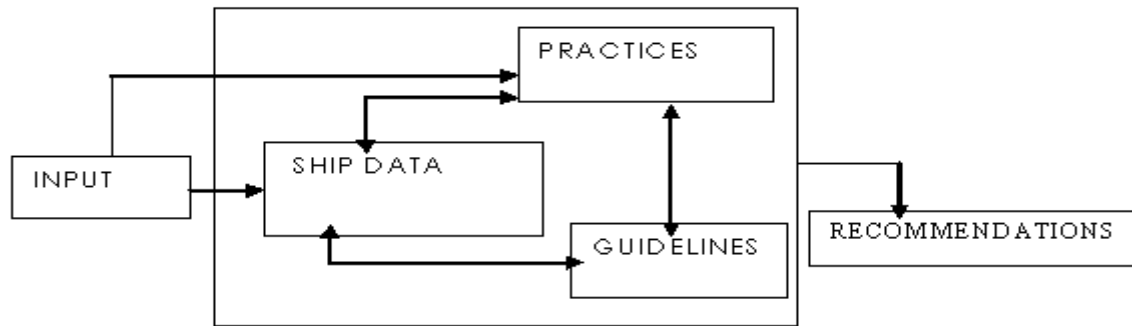 PRACTICES
SHIP DATA
INPUT
GUIDELINES
RECOMMENDATIONS